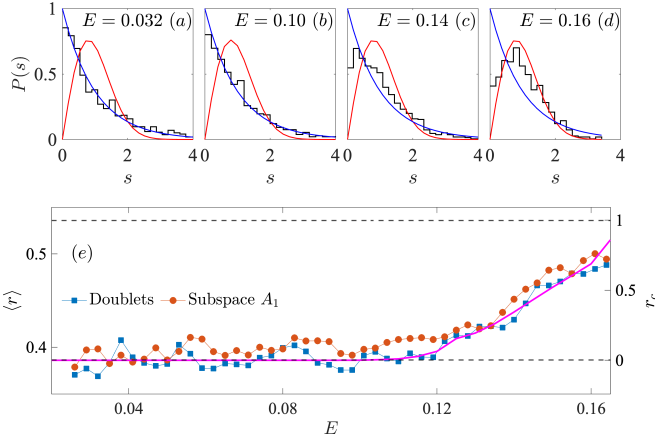 E = 0.032 (a)
E = 0.10 (b)
E = 0.14 (c)
E = 0.16 (d)
P(s)
1
0.5
0
0 2 4
0 2 4
0 2 4
0 2 4
s s s s
(e)
Doublets Subspace A₁
⟨r⟩
0.5
0.4
1
0.5
0
r_c
0.04 0.08 0.12 0.16
E